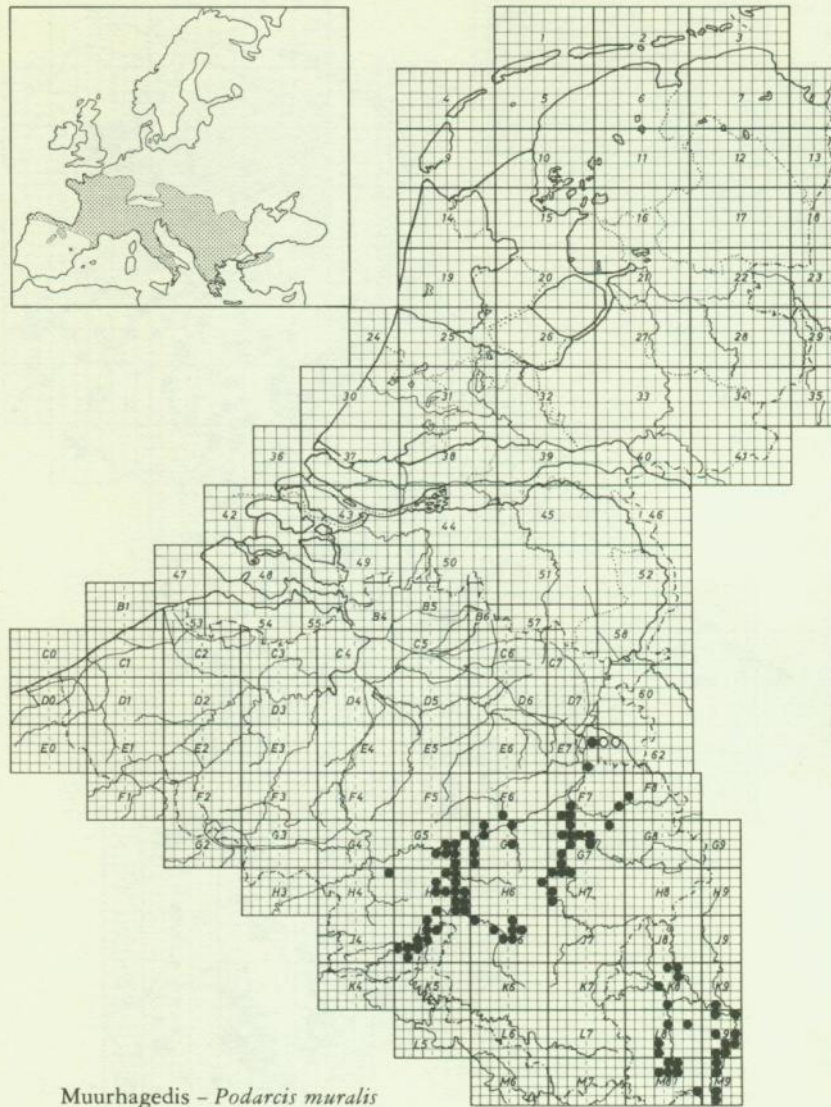 1 2 3
4 5 6 7
9 10 11 12 13
14 15 16 17 18
19 20 21 22 23
24 25 26 27 28 29
30 31 32 33 34 35
36 37 38 39 40 41
42 43 44 45 46
47 48 49 50 51 52
B1 53 54 55 B4 B5 B6 57 58
C0 C1 C2 C3 C4 C5 C6 C7
D0 D1 D2 D3 D4 D5 D6 D7 60
E0 E1 E2 E3 E4 E5 E6 E7 62
F1 F2 F3 F4 F5 F6 F7 F8
G2 G3 G4 G5 G7 G8 G9
H3 H4 H6 H7 H8 H9
J4 J7 J8 J9
K4 K5 K6 K7 K8 K9
L5 L6 L7 L8
M6 M7 M8 M9
Muurhagedis – Podarcis muralis